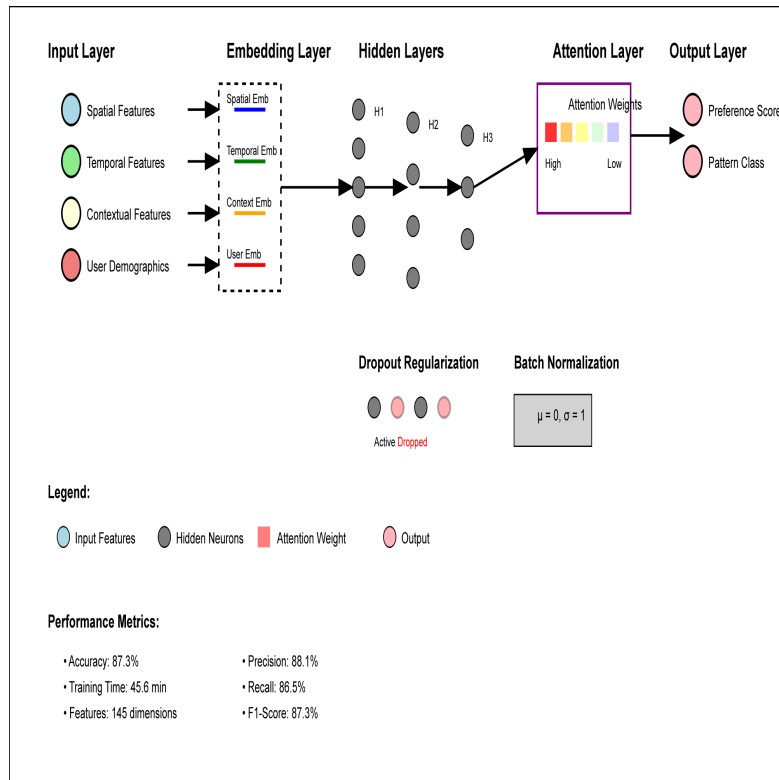 Input Layer
Embedding Layer
Hidden Layers
Attention Layer
Output Layer
Spatial Features
Temporal Features
Contextual Features
User Demographics
Spatial Emb
Temporal Emb
Context Emb
User Emb
H1
H2
H3
Attention Weights
High
Low
Preference Score
Pattern Class
Dropout Regularization
Active Dropped
Batch Normalization
μ = 0, σ = 1
Legend:
Input Features
Hidden Neurons
Attention Weight
Output
Performance Metrics:
• Accuracy: 87.3%
• Training Time: 45.6 min
• Features: 145 dimensions
• Precision: 88.1%
• Recall: 86.5%
• F1-Score: 87.3%